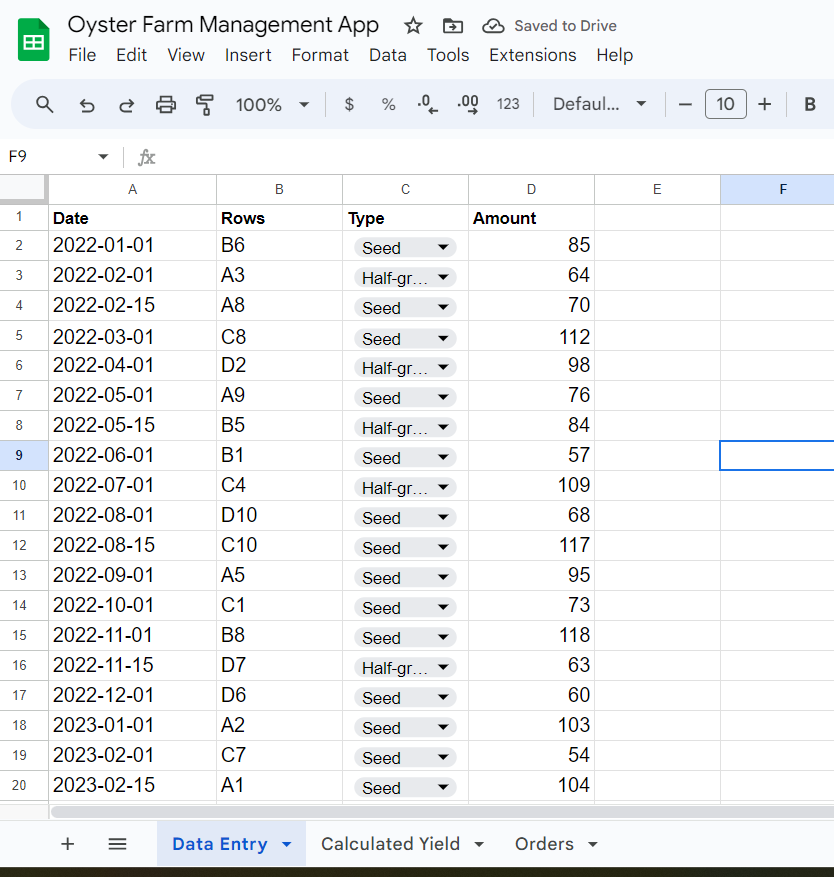 Oyster Farm Management App Saved to Drive
File Edit View Insert Format Data Tools Extensions Help
100% $ % .0 .00 123 Defaul... 10 B
F9 fx
A B C D E F
1 Date Rows Type Amount
2 2022-01-01 B6 Seed 85
3 2022-02-01 A3 Half-gr... 64
4 2022-02-15 A8 Seed 70
5 2022-03-01 C8 Seed 112
6 2022-04-01 D2 Half-gr... 98
7 2022-05-01 A9 Seed 76
8 2022-05-15 B5 Half-gr... 84
9 2022-06-01 B1 Seed 57
10 2022-07-01 C4 Half-gr... 109
11 2022-08-01 D10 Seed 68
12 2022-08-15 C10 Seed 117
13 2022-09-01 A5 Seed 95
14 2022-10-01 C1 Seed 73
15 2022-11-01 B8 Seed 118
16 2022-11-15 D7 Half-gr... 63
17 2022-12-01 D6 Seed 60
18 2023-01-01 A2 Seed 103
19 2023-02-01 C7 Seed 54
20 2023-02-15 A1 Seed 104
Data Entry Calculated Yield Orders